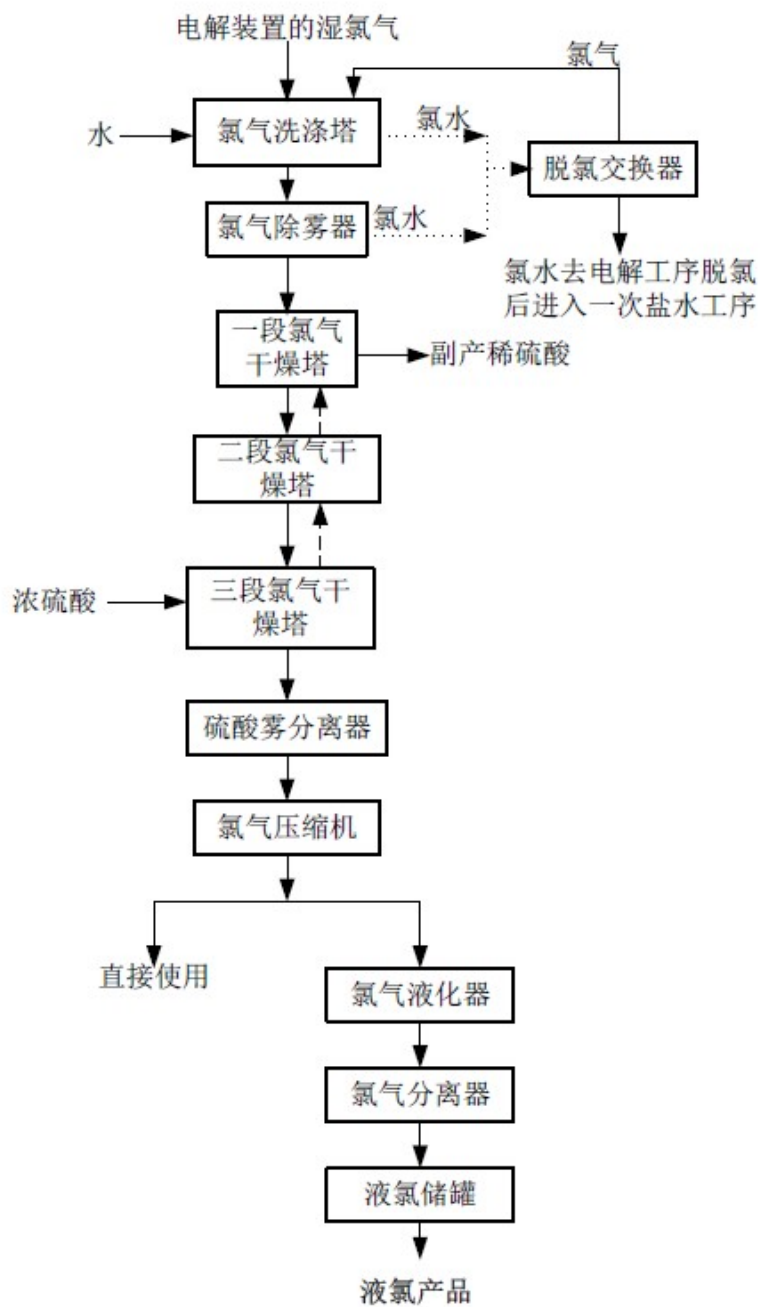 电解装置的湿氯气
氯气
水
氯气洗涤塔
氯水
脱氯交换器
氯气除雾器
氯水
氯水去电解工序脱氯
后进入一次盐水工序
一段氯气
干燥塔
副产稀硫酸
二段氯气干
燥塔
浓硫酸
三段氯气干
燥塔
硫酸雾分离器
氯气压缩机
直接使用
氯气液化器
氯气分离器
液氯储罐
液氯产品